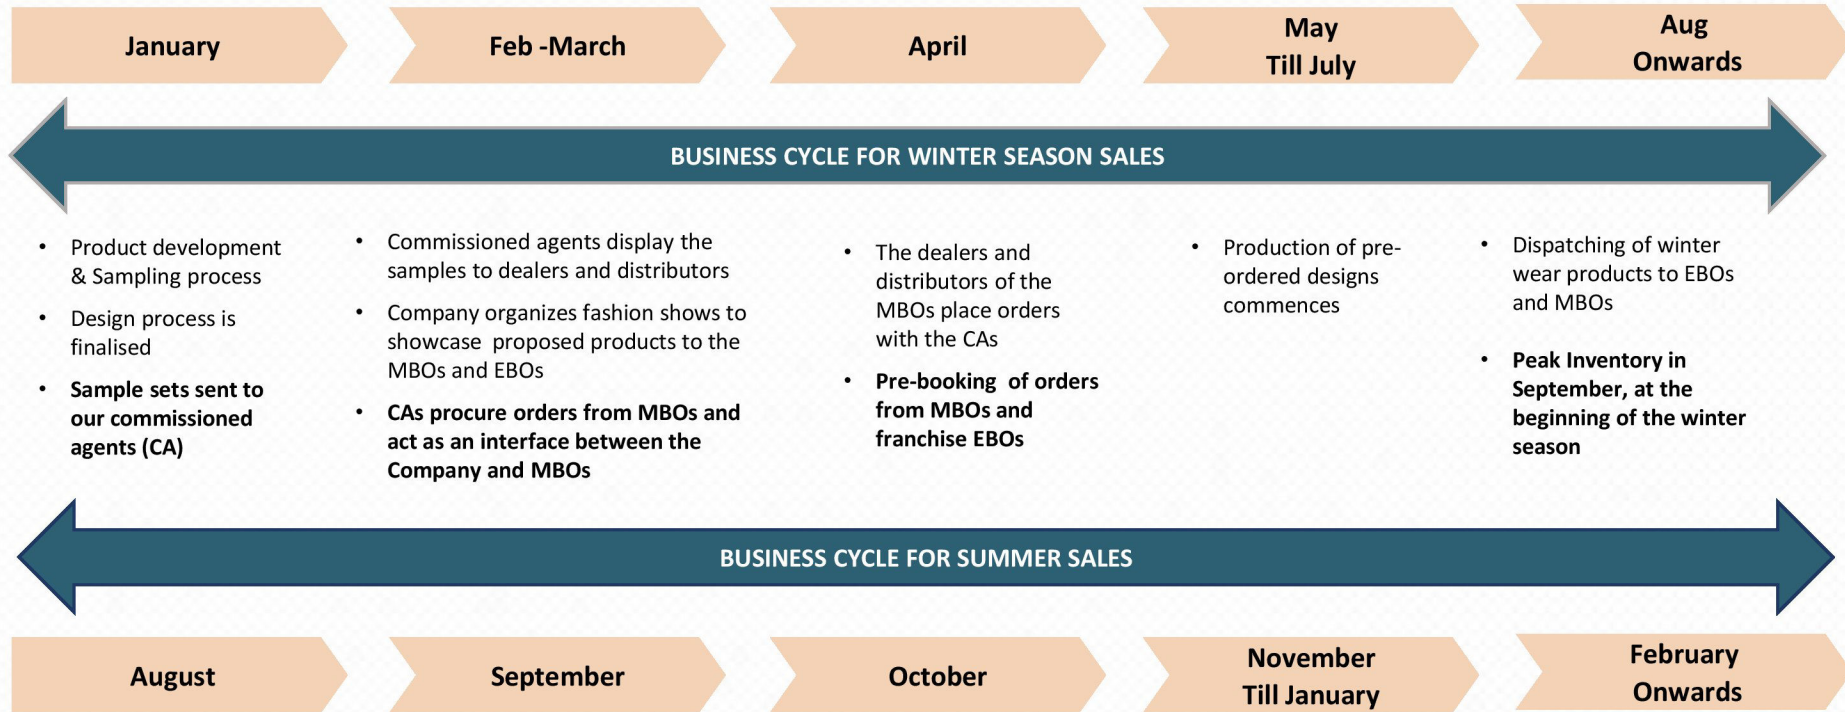 January
Feb -March
April
May
Till July
Aug
Onwards
BUSINESS CYCLE FOR WINTER SEASON SALES
• Product development
& Sampling process
• Design process is
finalised
• Sample sets sent to
our commissioned
agents (CA)
• Commissioned agents display the
samples to dealers and distributors
• Company organizes fashion shows to
showcase proposed products to the
MBOs and EBOs
• CAs procure orders from MBOs and
act as an interface between the
Company and MBOs
• The dealers and
distributors of the
MBOs place orders
with the CAs
• Pre-booking of orders
from MBOs and
franchise EBOs
• Production of pre-
ordered designs
commences
• Dispatching of winter
wear products to EBOs
and MBOs
• Peak Inventory in
September, at the
beginning of the winter
season
BUSINESS CYCLE FOR SUMMER SALES
August
September
October
November
Till January
February
Onwards